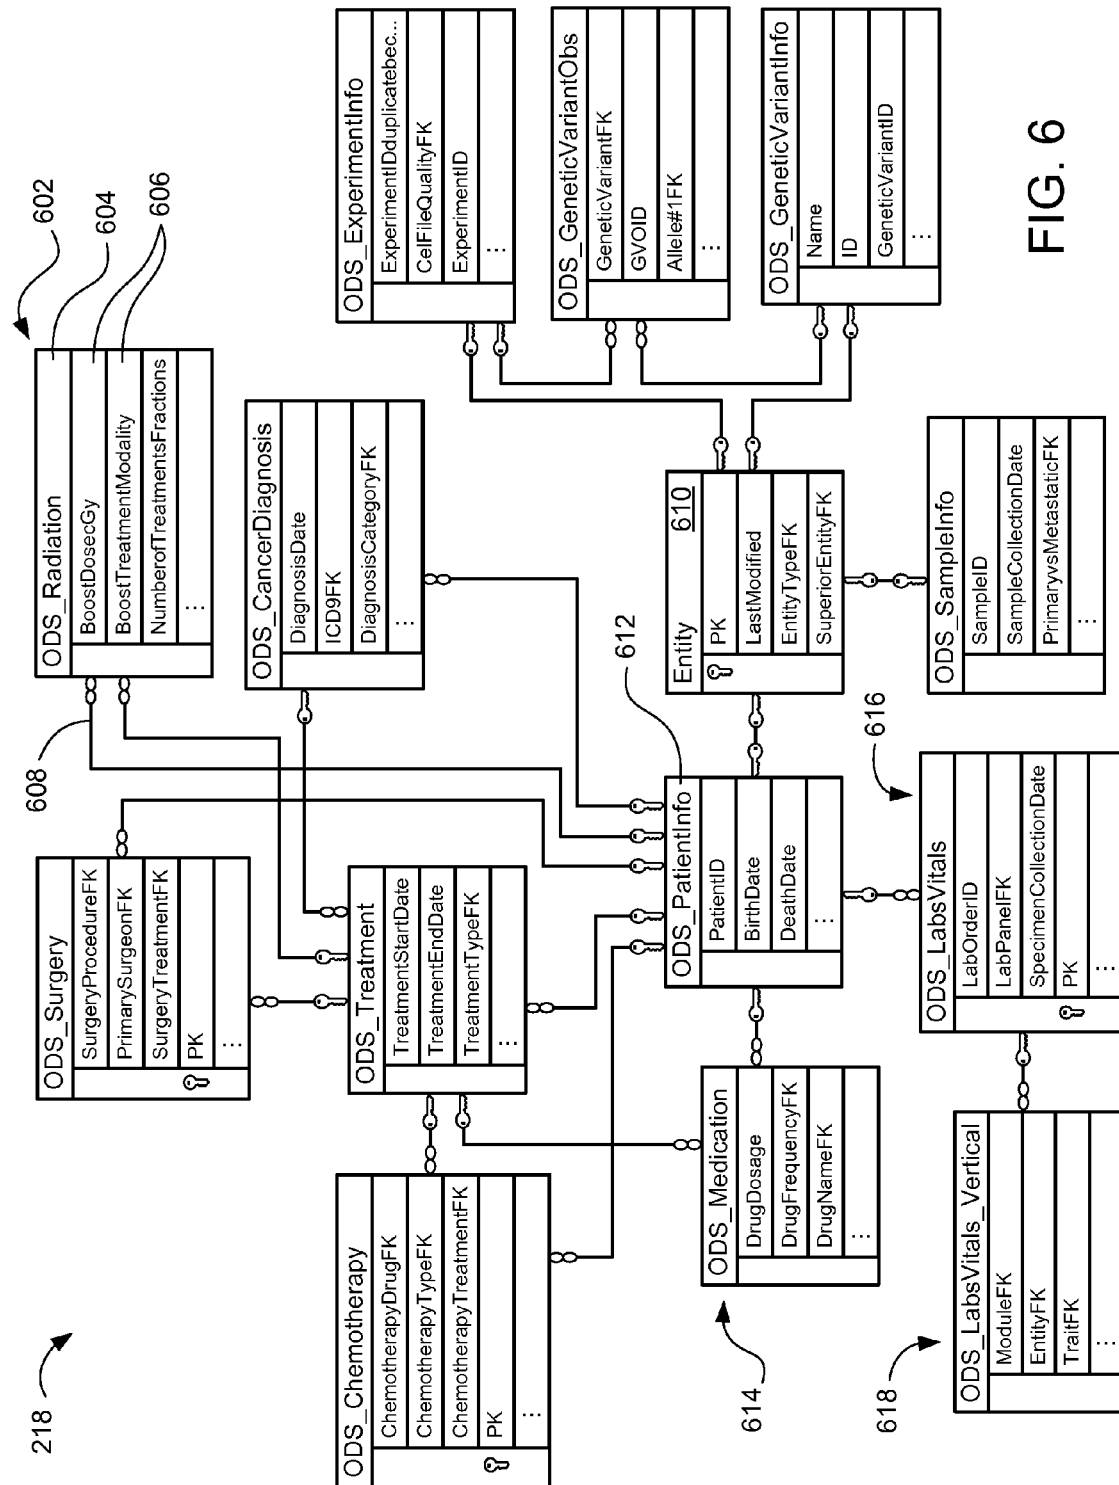 218
ODS_Chemotherapy
ChemotherapyDrugFK
ChemotherapyTypeFK
ChemotherapyTreatmentFK
PK
⋮
ODS_Surgery
SurgeryProcedureFK
PrimarySurgeonFK
SurgeryTreatmentFK
PK
⋮
608
ODS_Radiation
BoostDosecGy
BoostTreatmentModality
NumberofTreatmentsFractions
⋮
602
604
606
ODS_Treatment
TreatmentStartDate
TreatmentEndDate
TreatmentTypeFK
⋮
ODS_CancerDiagnosis
DiagnosisDate
ICD9FK
DiagnosisCategoryFK
⋮
ODS_ExperimentInfo
ExperimentIDduplicatebec...
CelFileQualityFK
ExperimentID
⋮
ODS_GeneticVariantObs
GeneticVariantFK
GVOID
Allele#1FK
⋮
ODS_GeneticVariantInfo
Name
ID
GeneticVariantID
⋮
614
ODS_Medication
DrugDosage
DrugFrequencyFK
DrugNameFK
⋮
612
ODS_PatientInfo
PatientID
BirthDate
DeathDate
⋮
Entity 610
PK
LastModified
EntityTypeFK
SuperiorEntityFK
618
ODS_LabsVitals_Vertical
ModuleFK
EntityFK
TraitFK
⋮
616
ODS_LabsVitals
LabOrderID
LabPanelFK
SpecimenCollectionDate
PK
⋮
ODS_SampleInfo
SampleID
SampleCollectionDate
PrimaryvsMetastaticFK
⋮
FIG. 6